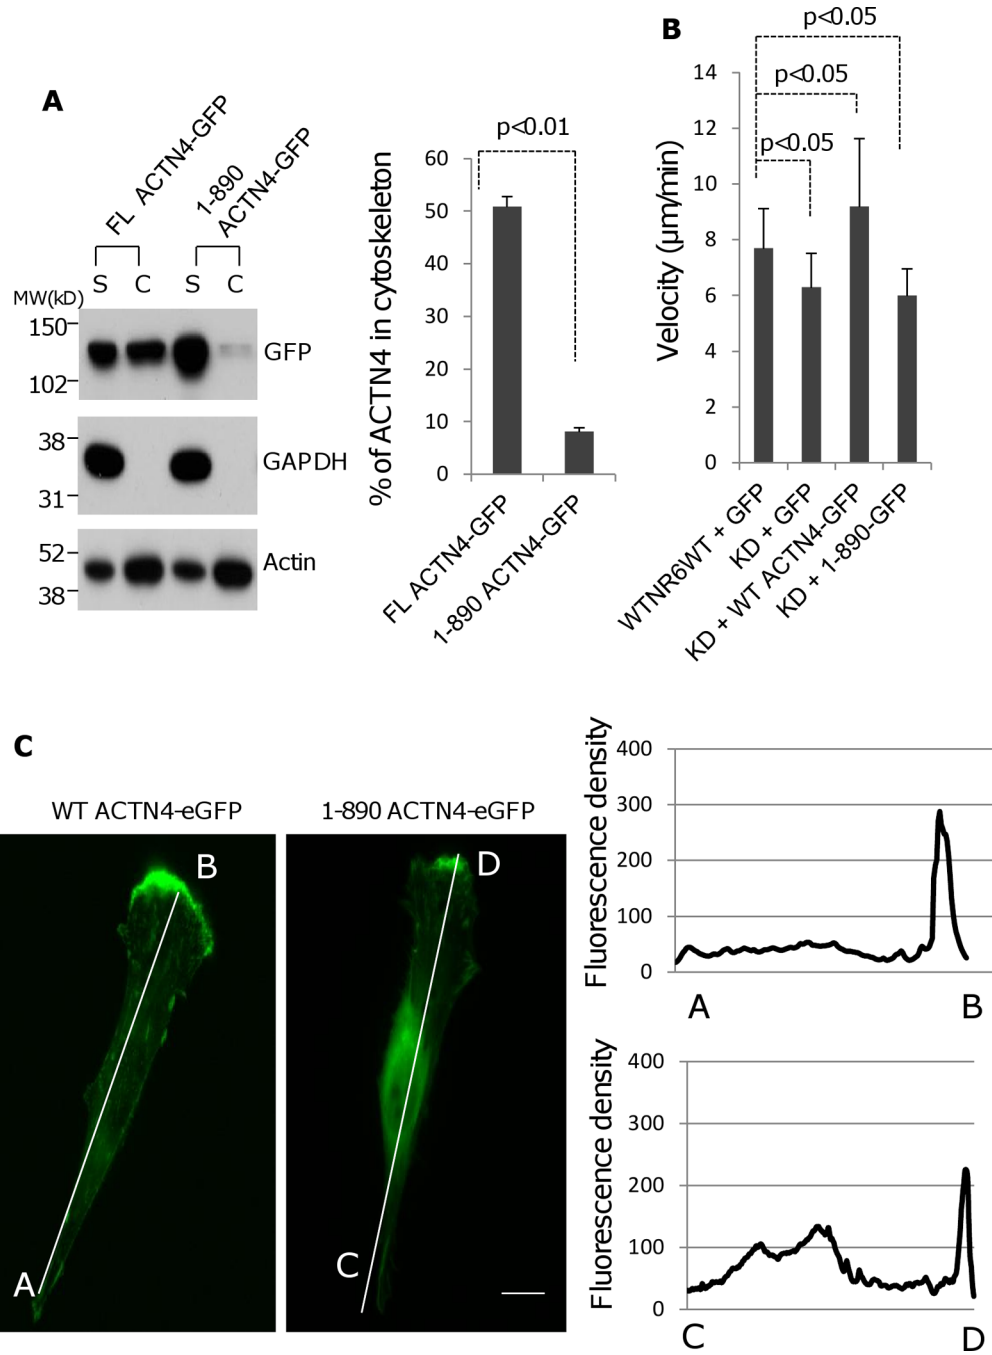 A
FL ACTN4-GFP
1-890
ACTN4-GFP
S C S C
MW(kD)
150
102
GFP
38
31
GAPDH
52
38
Actin
p<0.01
% of ACTN4 in cytoskeleton
60
50
40
30
20
10
0
FL ACTN4-GFP
1-890 ACTN4-GFP
B
p<0.05
p<0.05
p<0.05
Velocity (µm/min)
14
12
10
8
6
4
2
0
WTNR6WT + GFP
KD + GFP
KD + WT ACTN4-GFP
KD + 1-890-GFP
C
WT ACTN4-eGFP
B
A
1-890 ACTN4-eGFP
D
C
Fluorescence density
400
300
200
100
0
A B
Fluorescence density
400
300
200
100
0
C D